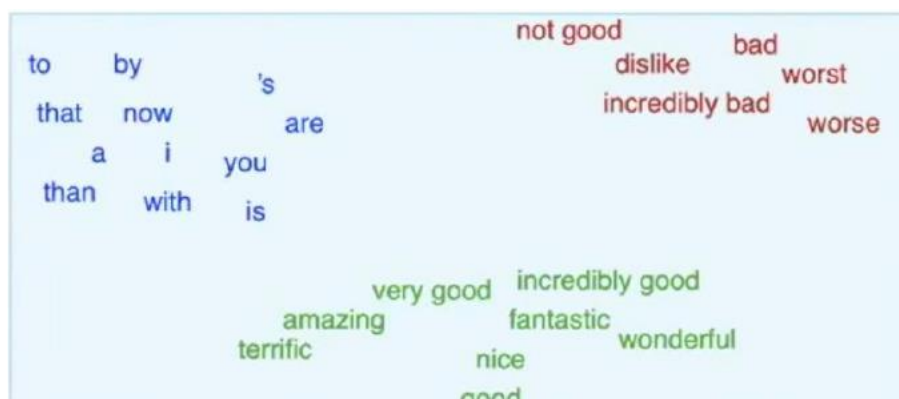 not good
to by dislike bad
's worst
that now incredibly bad
are worse
a i you
than with is
very good incredibly good
amazing fantastic
terrific wonderful
nice
good